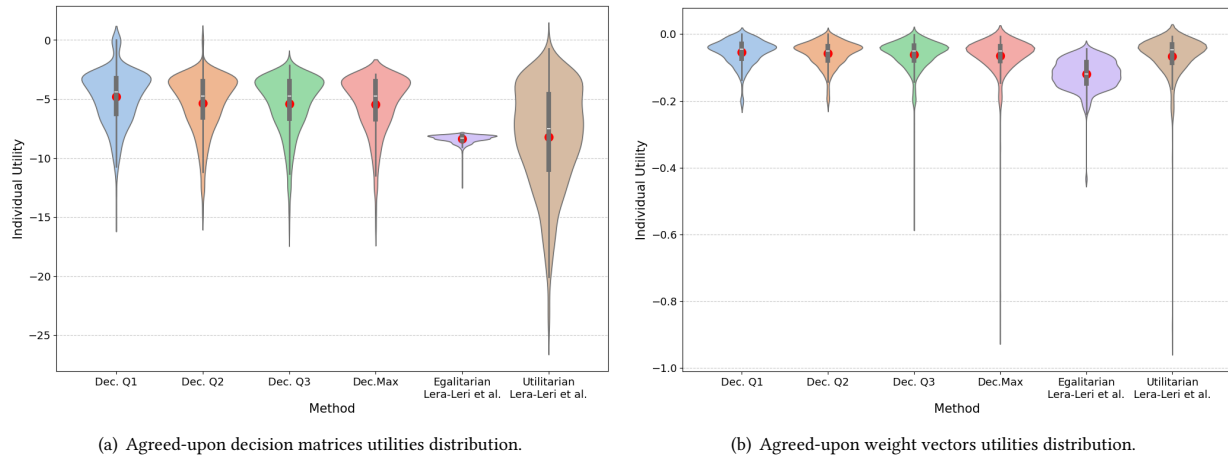 Individual Utility
0
−5
−10
−15
−20
−25
Dec. Q1
Dec. Q2
Dec. Q3
Dec.Max
Egalitarian
Lera-Leri et al.
Utilitarian
Lera-Leri et al.
Method
(a) Agreed-upon decision matrices utilities distribution.
Individual Utility
0.0
−0.2
−0.4
−0.6
−0.8
−1.0
Dec. Q1
Dec. Q2
Dec. Q3
Dec.Max
Egalitarian
Lera-Leri et al.
Utilitarian
Lera-Leri et al.
Method
(b) Agreed-upon weight vectors utilities distribution.